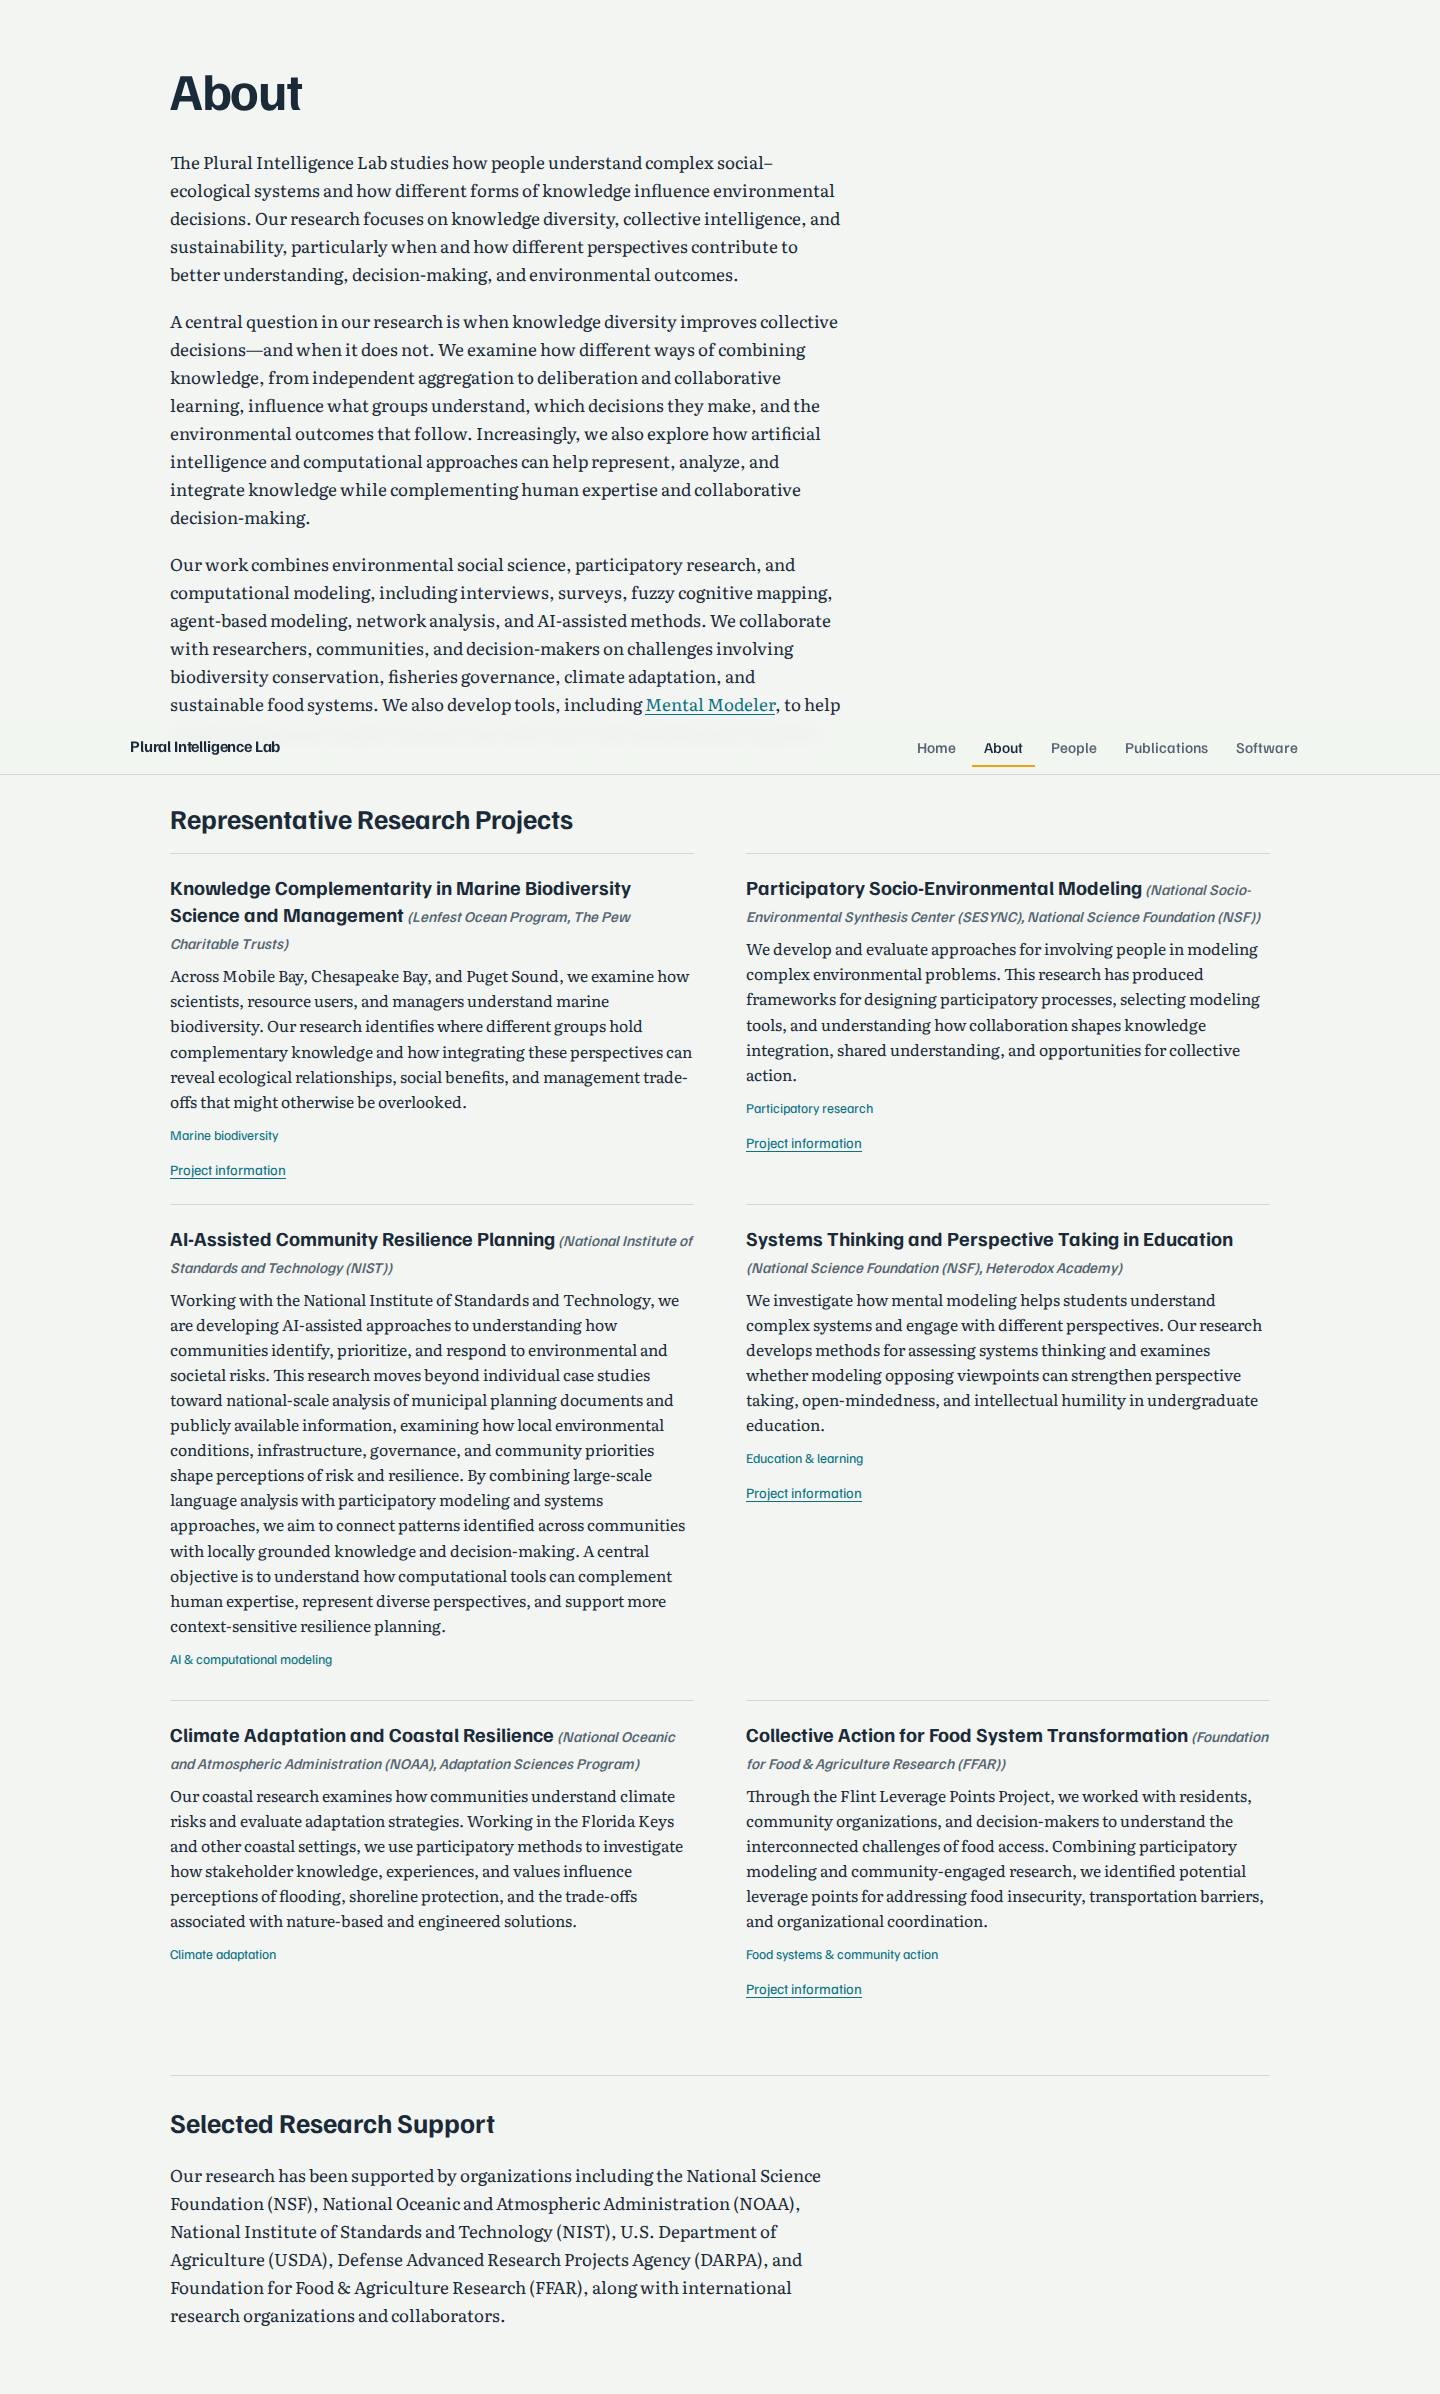 About
The Plural Intelligence Lab studies how people understand complex social–
ecological systems and how different forms of knowledge influence environmental
decisions. Our research focuses on knowledge diversity, collective intelligence, and
sustainability, particularly when and how different perspectives contribute to
better understanding, decision-making, and environmental outcomes.
A central question in our research is when knowledge diversity improves collective
decisions—and when it does not. We examine how different ways of combining
knowledge, from independent aggregation to deliberation and collaborative
learning, influence what groups understand, which decisions they make, and the
environmental outcomes that follow. Increasingly, we also explore how artificial
intelligence and computational approaches can help represent, analyze, and
integrate knowledge while complementing human expertise and collaborative
decision-making.
Our work combines environmental social science, participatory research, and
computational modeling, including interviews, surveys, fuzzy cognitive mapping,
agent-based modeling, network analysis, and AI-assisted methods. We collaborate
with researchers, communities, and decision-makers on challenges involving
biodiversity conservation, fisheries governance, climate adaptation, and
sustainable food systems. We also develop tools, including Mental Modeler, to help
Plural Intelligence Lab
Home About People Publications Software
Representative Research Projects
Knowledge Complementarity in Marine Biodiversity
Science and Management (Lenfest Ocean Program, The Pew
Charitable Trusts)
Across Mobile Bay, Chesapeake Bay, and Puget Sound, we examine how
scientists, resource users, and managers understand marine
biodiversity. Our research identifies where different groups hold
complementary knowledge and how integrating these perspectives can
reveal ecological relationships, social benefits, and management trade-
offs that might otherwise be overlooked.
Marine biodiversity
Project information
Participatory Socio-Environmental Modeling (National Socio-
Environmental Synthesis Center (SESYNC), National Science Foundation (NSF))
We develop and evaluate approaches for involving people in modeling
complex environmental problems. This research has produced
frameworks for designing participatory processes, selecting modeling
tools, and understanding how collaboration shapes knowledge
integration, shared understanding, and opportunities for collective
action.
Participatory research
Project information
AI-Assisted Community Resilience Planning (National Institute of
Standards and Technology (NIST))
Working with the National Institute of Standards and Technology, we
are developing AI-assisted approaches to understanding how
communities identify, prioritize, and respond to environmental and
societal risks. This research moves beyond individual case studies
toward national-scale analysis of municipal planning documents and
publicly available information, examining how local environmental
conditions, infrastructure, governance, and community priorities
shape perceptions of risk and resilience. By combining large-scale
language analysis with participatory modeling and systems
approaches, we aim to connect patterns identified across communities
with locally grounded knowledge and decision-making. A central
objective is to understand how computational tools can complement
human expertise, represent diverse perspectives, and support more
context-sensitive resilience planning.
AI & computational modeling
Systems Thinking and Perspective Taking in Education
(National Science Foundation (NSF), Heterodox Academy)
We investigate how mental modeling helps students understand
complex systems and engage with different perspectives. Our research
develops methods for assessing systems thinking and examines
whether modeling opposing viewpoints can strengthen perspective
taking, open-mindedness, and intellectual humility in undergraduate
education.
Education & learning
Project information
Climate Adaptation and Coastal Resilience (National Oceanic
and Atmospheric Administration (NOAA), Adaptation Sciences Program)
Our coastal research examines how communities understand climate
risks and evaluate adaptation strategies. Working in the Florida Keys
and other coastal settings, we use participatory methods to investigate
how stakeholder knowledge, experiences, and values influence
perceptions of flooding, shoreline protection, and the trade-offs
associated with nature-based and engineered solutions.
Climate adaptation
Collective Action for Food System Transformation (Foundation
for Food & Agriculture Research (FFAR))
Through the Flint Leverage Points Project, we worked with residents,
community organizations, and decision-makers to understand the
interconnected challenges of food access. Combining participatory
modeling and community-engaged research, we identified potential
leverage points for addressing food insecurity, transportation barriers,
and organizational coordination.
Food systems & community action
Project information
Selected Research Support
Our research has been supported by organizations including the National Science
Foundation (NSF), National Oceanic and Atmospheric Administration (NOAA),
National Institute of Standards and Technology (NIST), U.S. Department of
Agriculture (USDA), Defense Advanced Research Projects Agency (DARPA), and
Foundation for Food & Agriculture Research (FFAR), along with international
research organizations and collaborators.